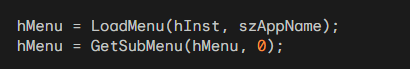 hMenu = LoadMenu(hInst, szAppName);
hMenu = GetSubMenu(hMenu, 0);